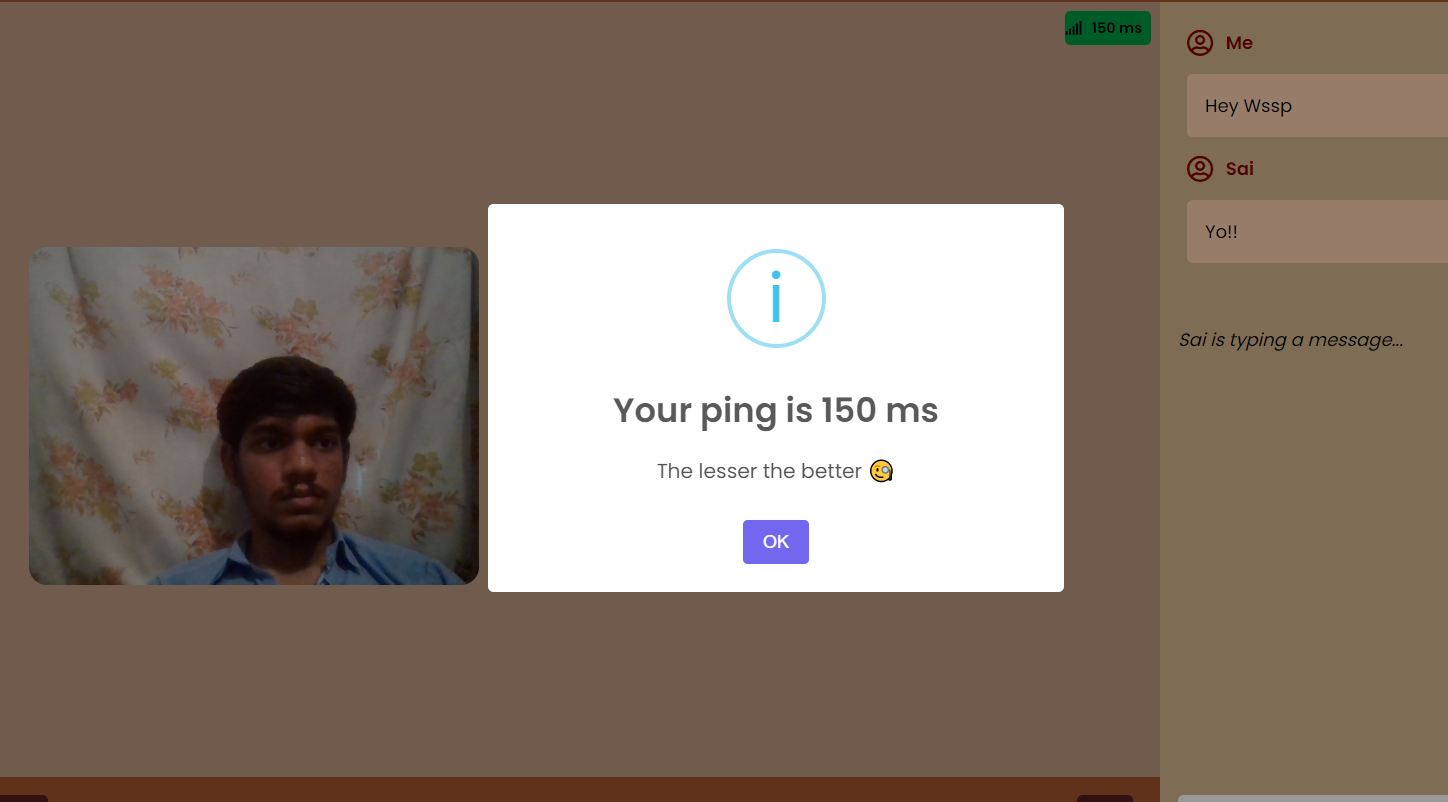 150 ms
Me
Hey Wssp
Sai
Yo!!
Sai is typing a message...
Your ping is 150 ms
The lesser the better 🧐
OK